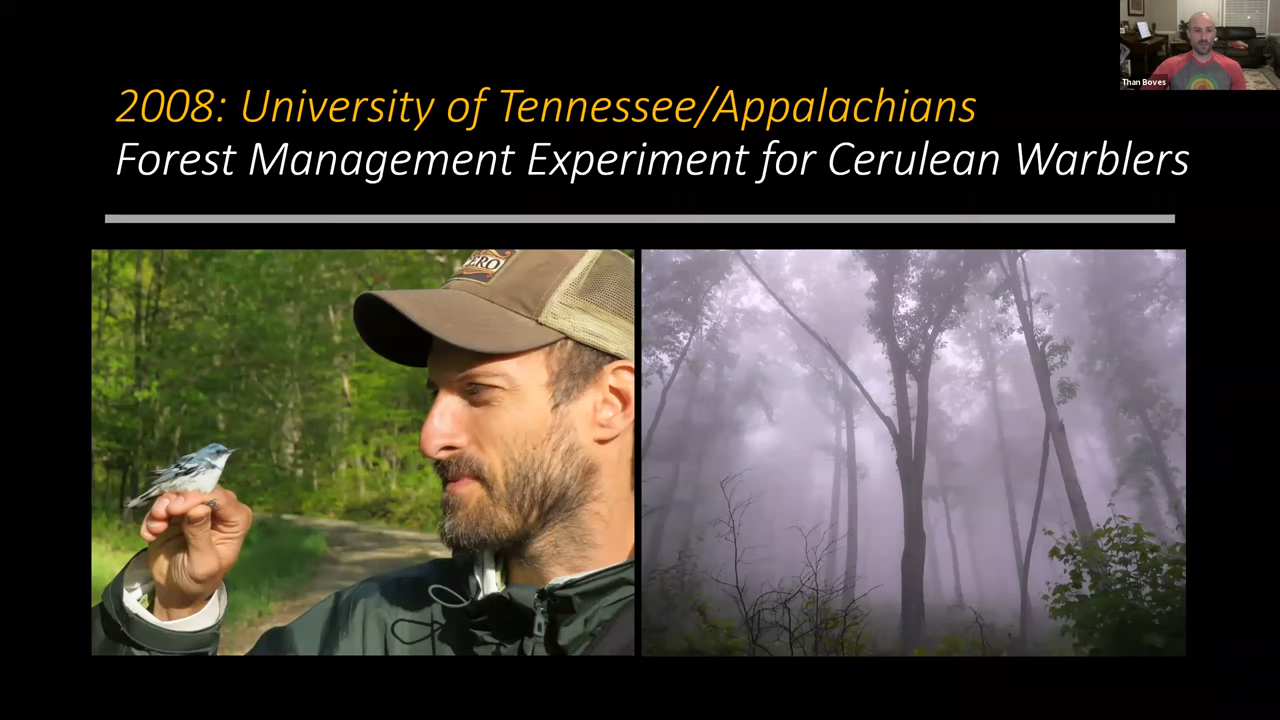 2008: University of Tennessee/Appalachians
Forest Management Experiment for Cerulean Warblers
Than Boves